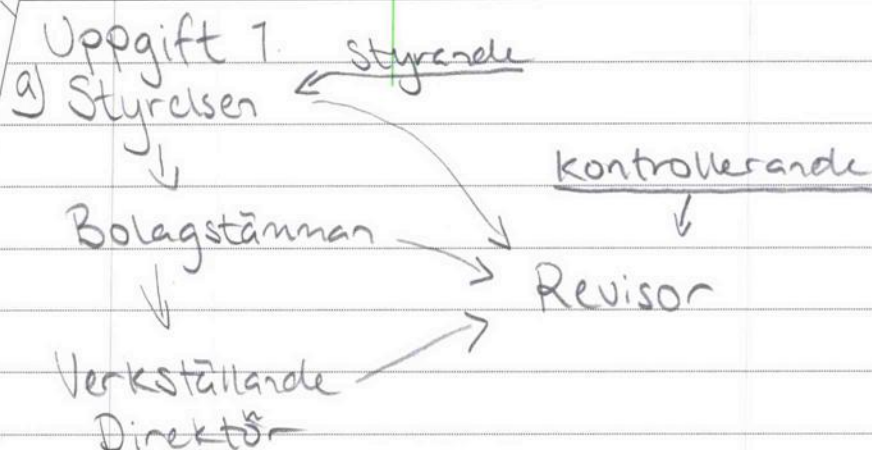 Uppgift 1.
styrande
a) Styrelsen
kontrollerande
Bolagstämman
Revisor
Verkställande
Direktör